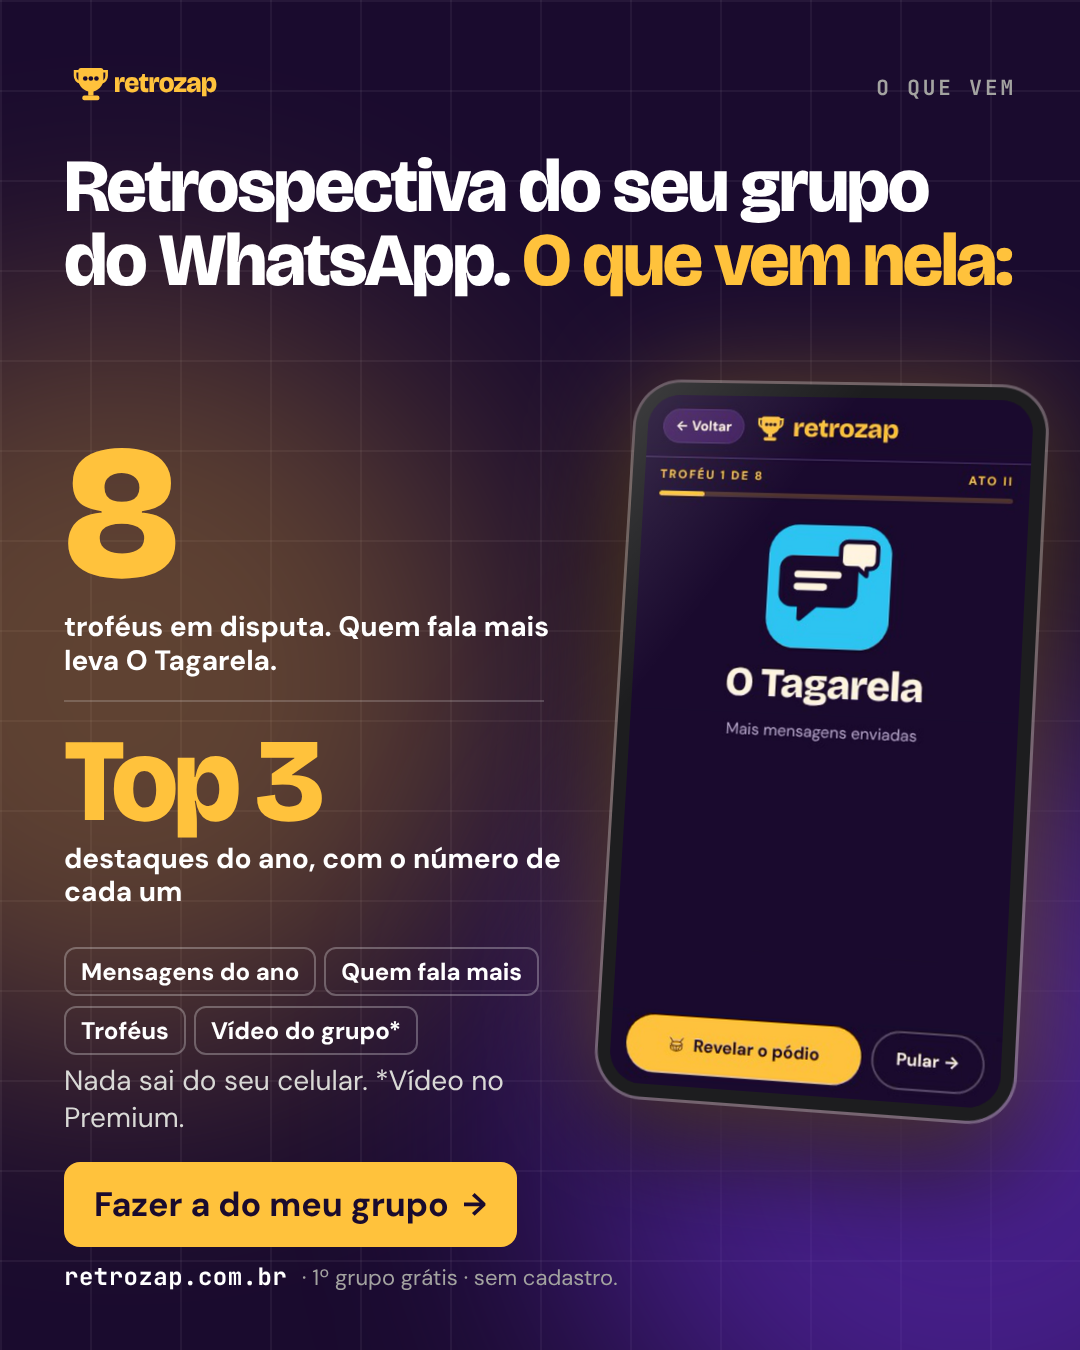 retrozap
O QUE VEM
Retrospectiva do seu grupo
do WhatsApp. O que vem nela:
8
troféus em disputa. Quem fala mais
leva O Tagarela.
Top 3
destaques do ano, com o número de
cada um
Mensagens do ano
Quem fala mais
Troféus
Vídeo do grupo*
Nada sai do seu celular. *Vídeo no
Premium.
Fazer a do meu grupo →
retrozap.com.br · 1º grupo grátis · sem cadastro.
← Voltar
retrozap
TROFÉU 1 DE 8
ATO II
O Tagarela
Mais mensagens enviadas
🥁 Revelar o pódio
Pular →